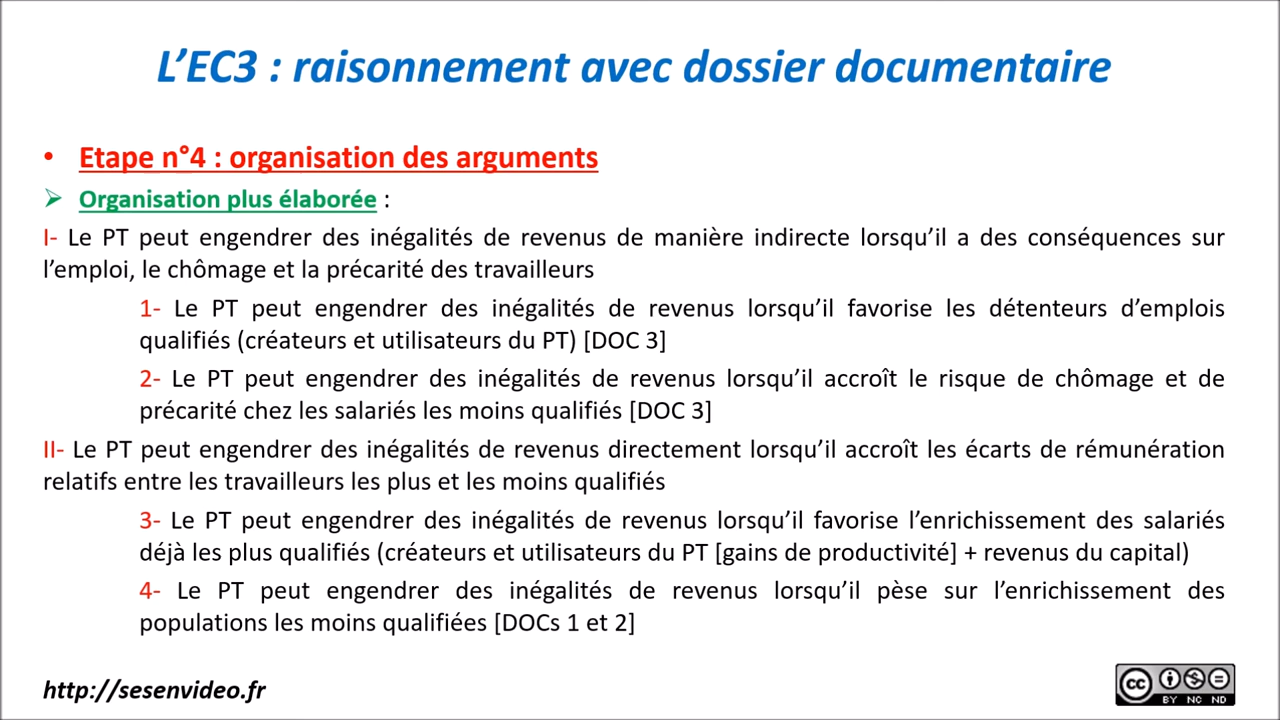 L’EC3 : raisonnement avec dossier documentaire
• Etape n°4 : organisation des arguments
➢ Organisation plus élaborée :
I- Le PT peut engendrer des inégalités de revenus de manière indirecte lorsqu’il a des conséquences sur
l’emploi, le chômage et la précarité des travailleurs
1- Le PT peut engendrer des inégalités de revenus lorsqu’il favorise les détenteurs d’emplois
qualifiés (créateurs et utilisateurs du PT) [DOC 3]
2- Le PT peut engendrer des inégalités de revenus lorsqu’il accroît le risque de chômage et de
précarité chez les salariés les moins qualifiés [DOC 3]
II- Le PT peut engendrer des inégalités de revenus directement lorsqu’il accroît les écarts de rémunération
relatifs entre les travailleurs les plus et les moins qualifiés
3- Le PT peut engendrer des inégalités de revenus lorsqu’il favorise l’enrichissement des salariés
déjà les plus qualifiés (créateurs et utilisateurs du PT [gains de productivité] + revenus du capital)
4- Le PT peut engendrer des inégalités de revenus lorsqu’il pèse sur l’enrichissement des
populations les moins qualifiées [DOCs 1 et 2]
http://sesenvideo.fr
cc
BY NC ND